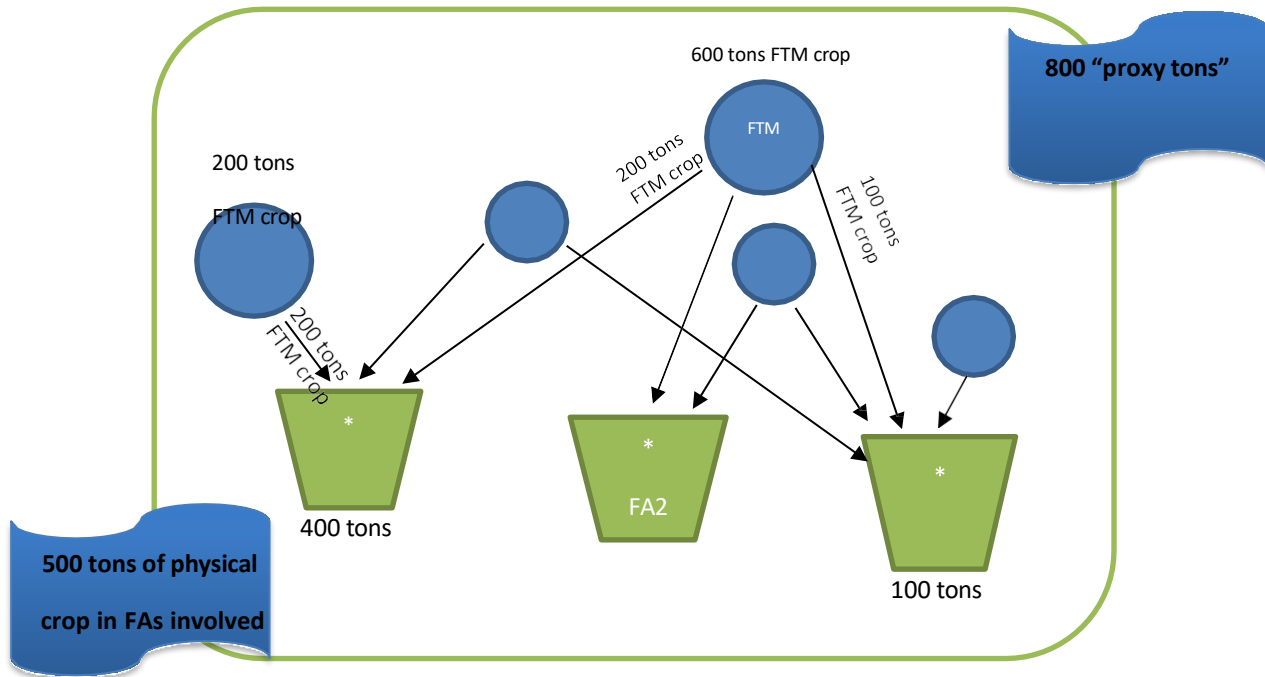 600 tons FTM crop
800 “proxy tons”
FTM
200 tons
FTM crop
200 tons
FTM crop
100 tons
FTM crop
200 tons
FTM crop
*
*
*
FA2
400 tons
100 tons
500 tons of physical
crop in FAs involved